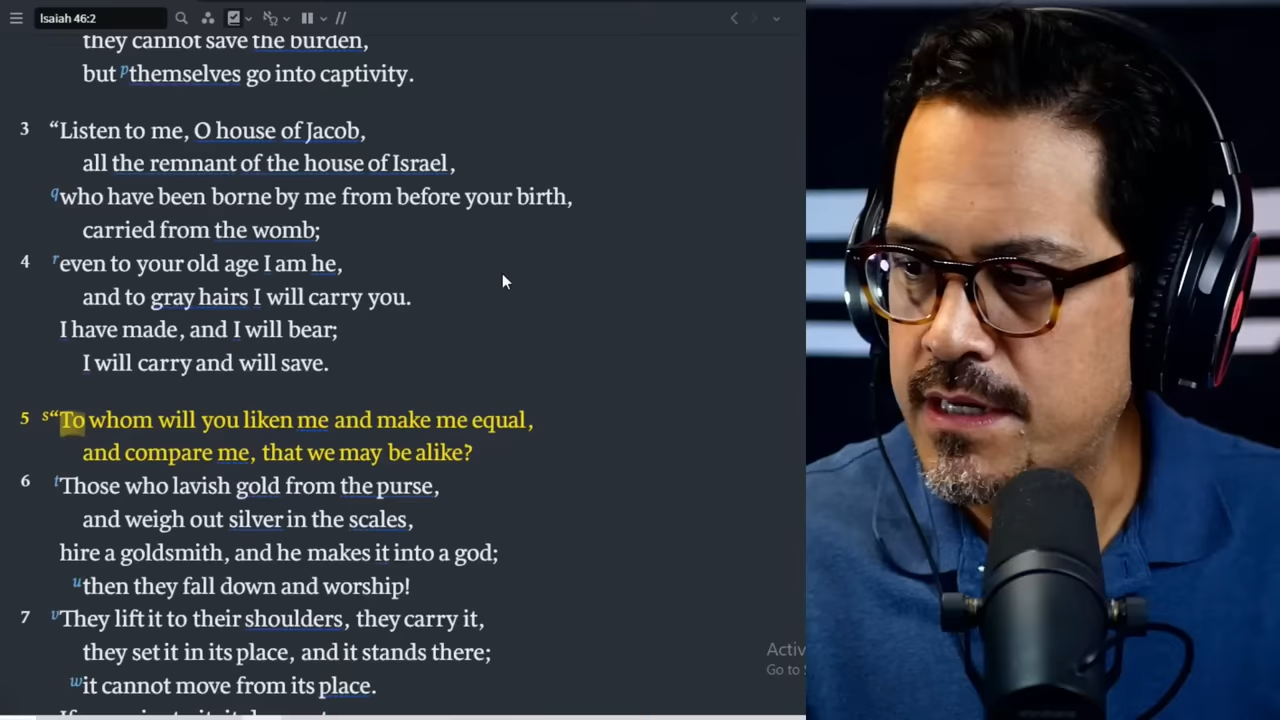 Isaiah 46:2
they cannot save the burden,
but pthemselves go into captivity.
3 “Listen to me, O house of Jacob,
all the remnant of the house of Israel,
qwho have been borne by me from before your birth,
carried from the womb;
4 reven to your old age I am he,
and to gray hairs I will carry you.
I have made, and I will bear;
I will carry and will save.
5 s“To whom will you liken me and make me equal,
and compare me, that we may be alike?
6 tThose who lavish gold from the purse,
and weigh out silver in the scales,
hire a goldsmith, and he makes it into a god;
uthen they fall down and worship!
7 vThey lift it to their shoulders, they carry it,
they set it in its place, and it stands there;
wit cannot move from its place.
Activ
Go to